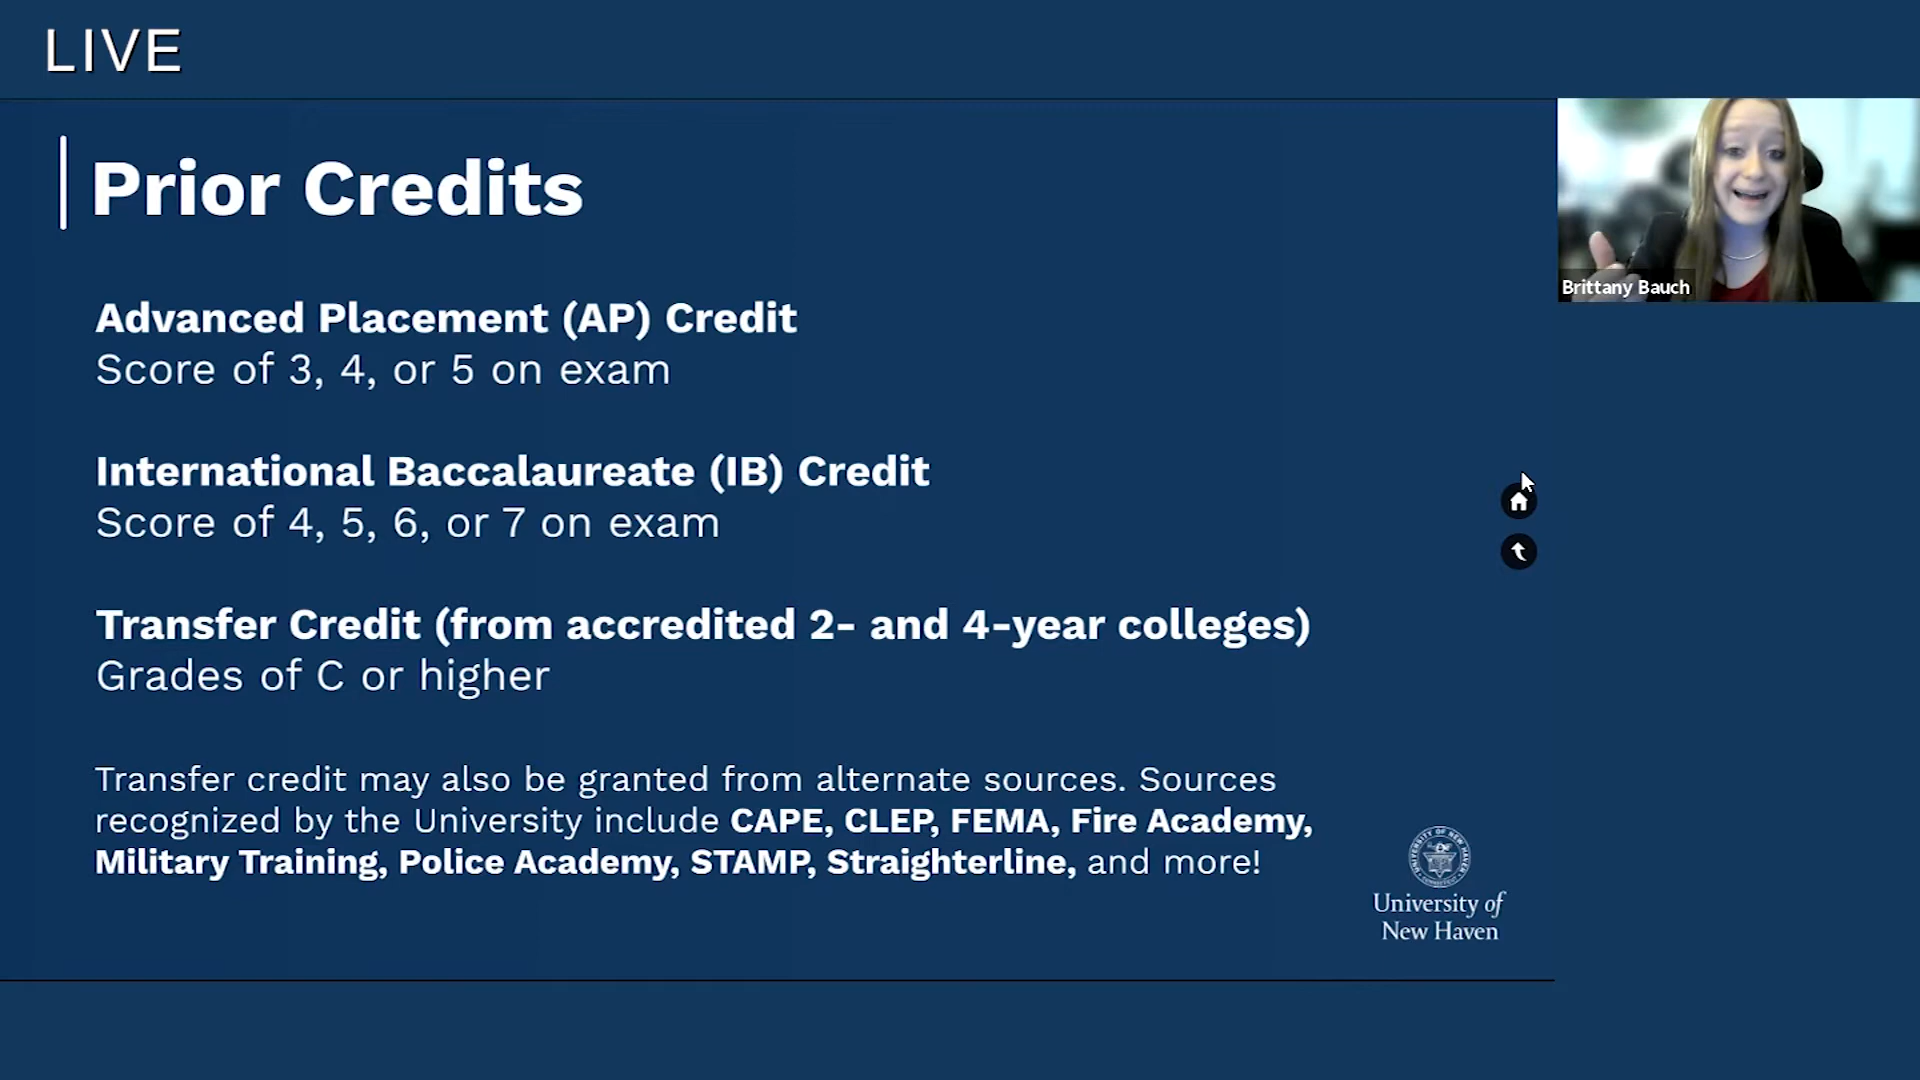 LIVE
Prior Credits
Brittany Bauch
Advanced Placement (AP) Credit
Score of 3, 4, or 5 on exam
International Baccalaureate (IB) Credit
Score of 4, 5, 6, or 7 on exam
Transfer Credit (from accredited 2- and 4-year colleges)
Grades of C or higher
Transfer credit may also be granted from alternate sources. Sources
recognized by the University include CAPE, CLEP, FEMA, Fire Academy,
Military Training, Police Academy, STAMP, Straighterline, and more!
University of
New Haven